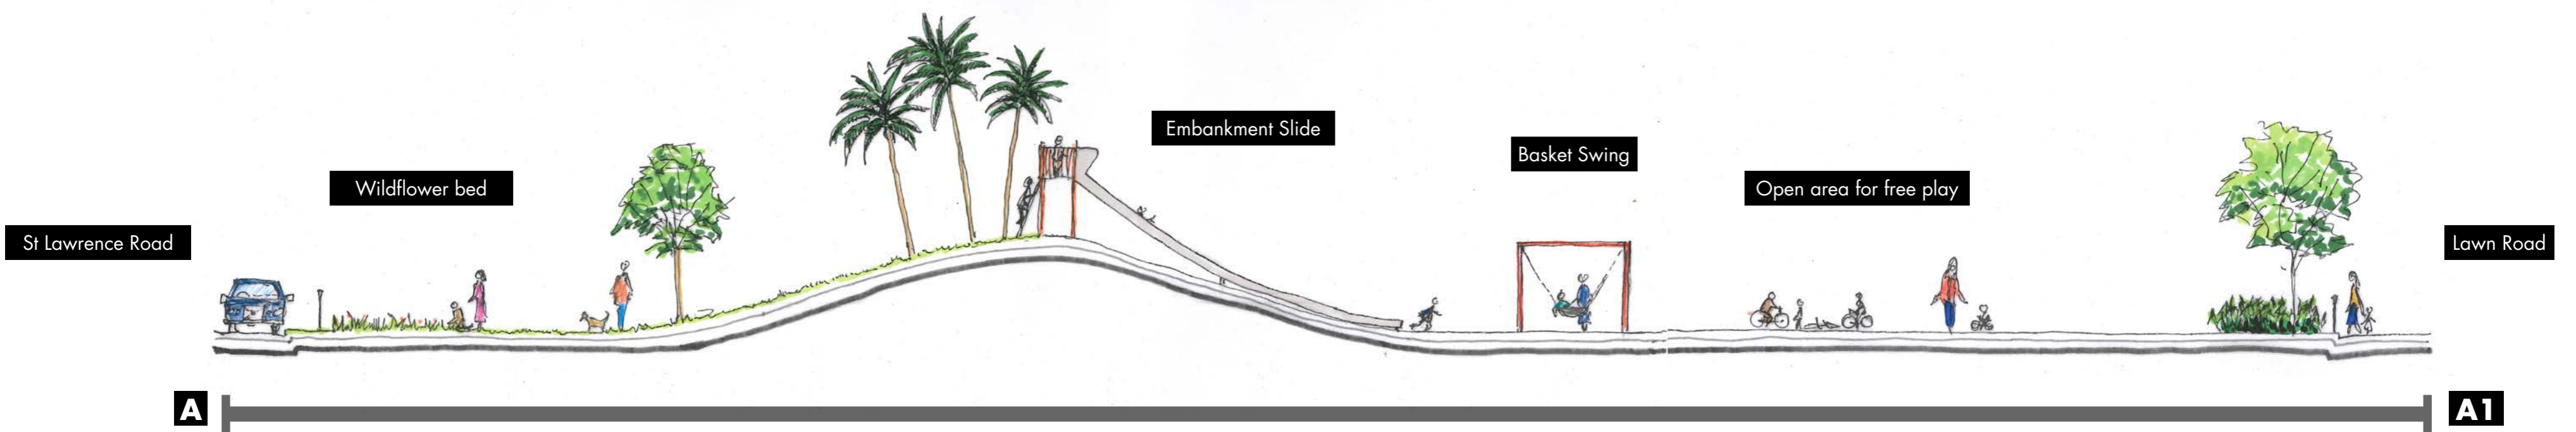 St Lawrence Road
Wildflower bed
Embankment Slide
Basket Swing
Open area for free play
Lawn Road
A
A1